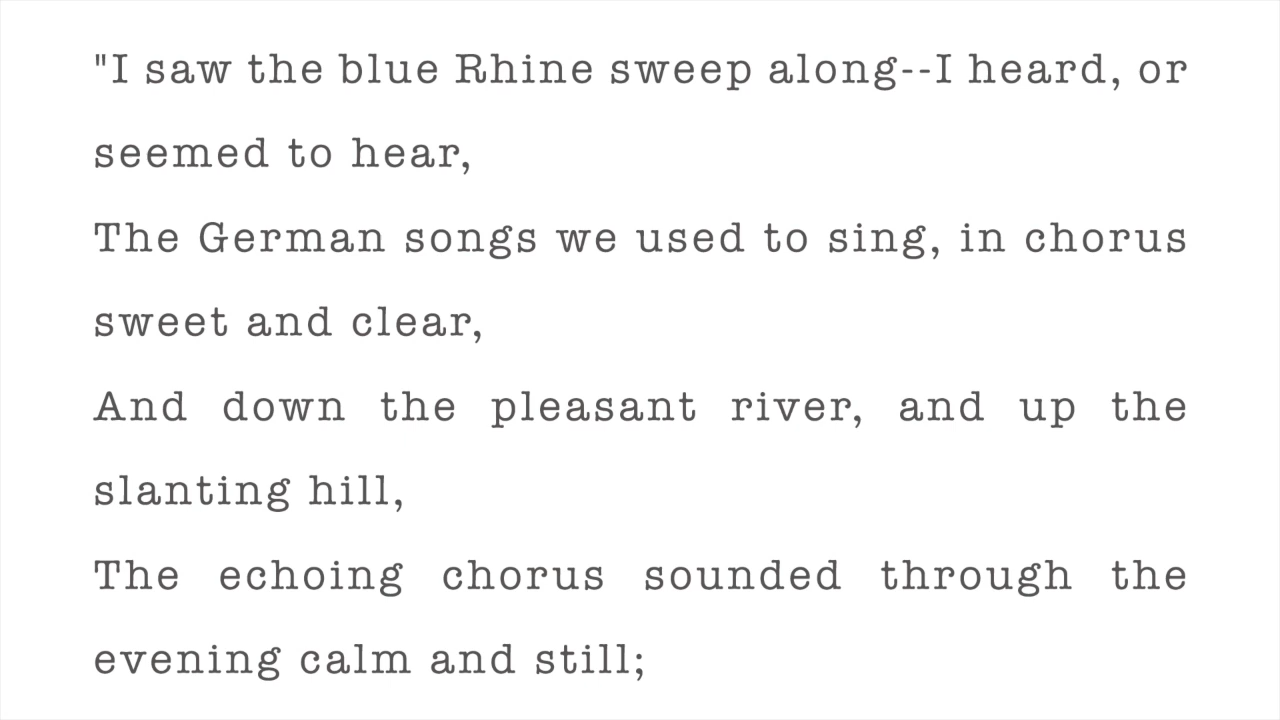 "I saw the blue Rhine sweep along--I heard, or
seemed to hear,
The German songs we used to sing, in chorus
sweet and clear,
And down the pleasant river, and up the
slanting hill,
The echoing chorus sounded through the
evening calm and still;